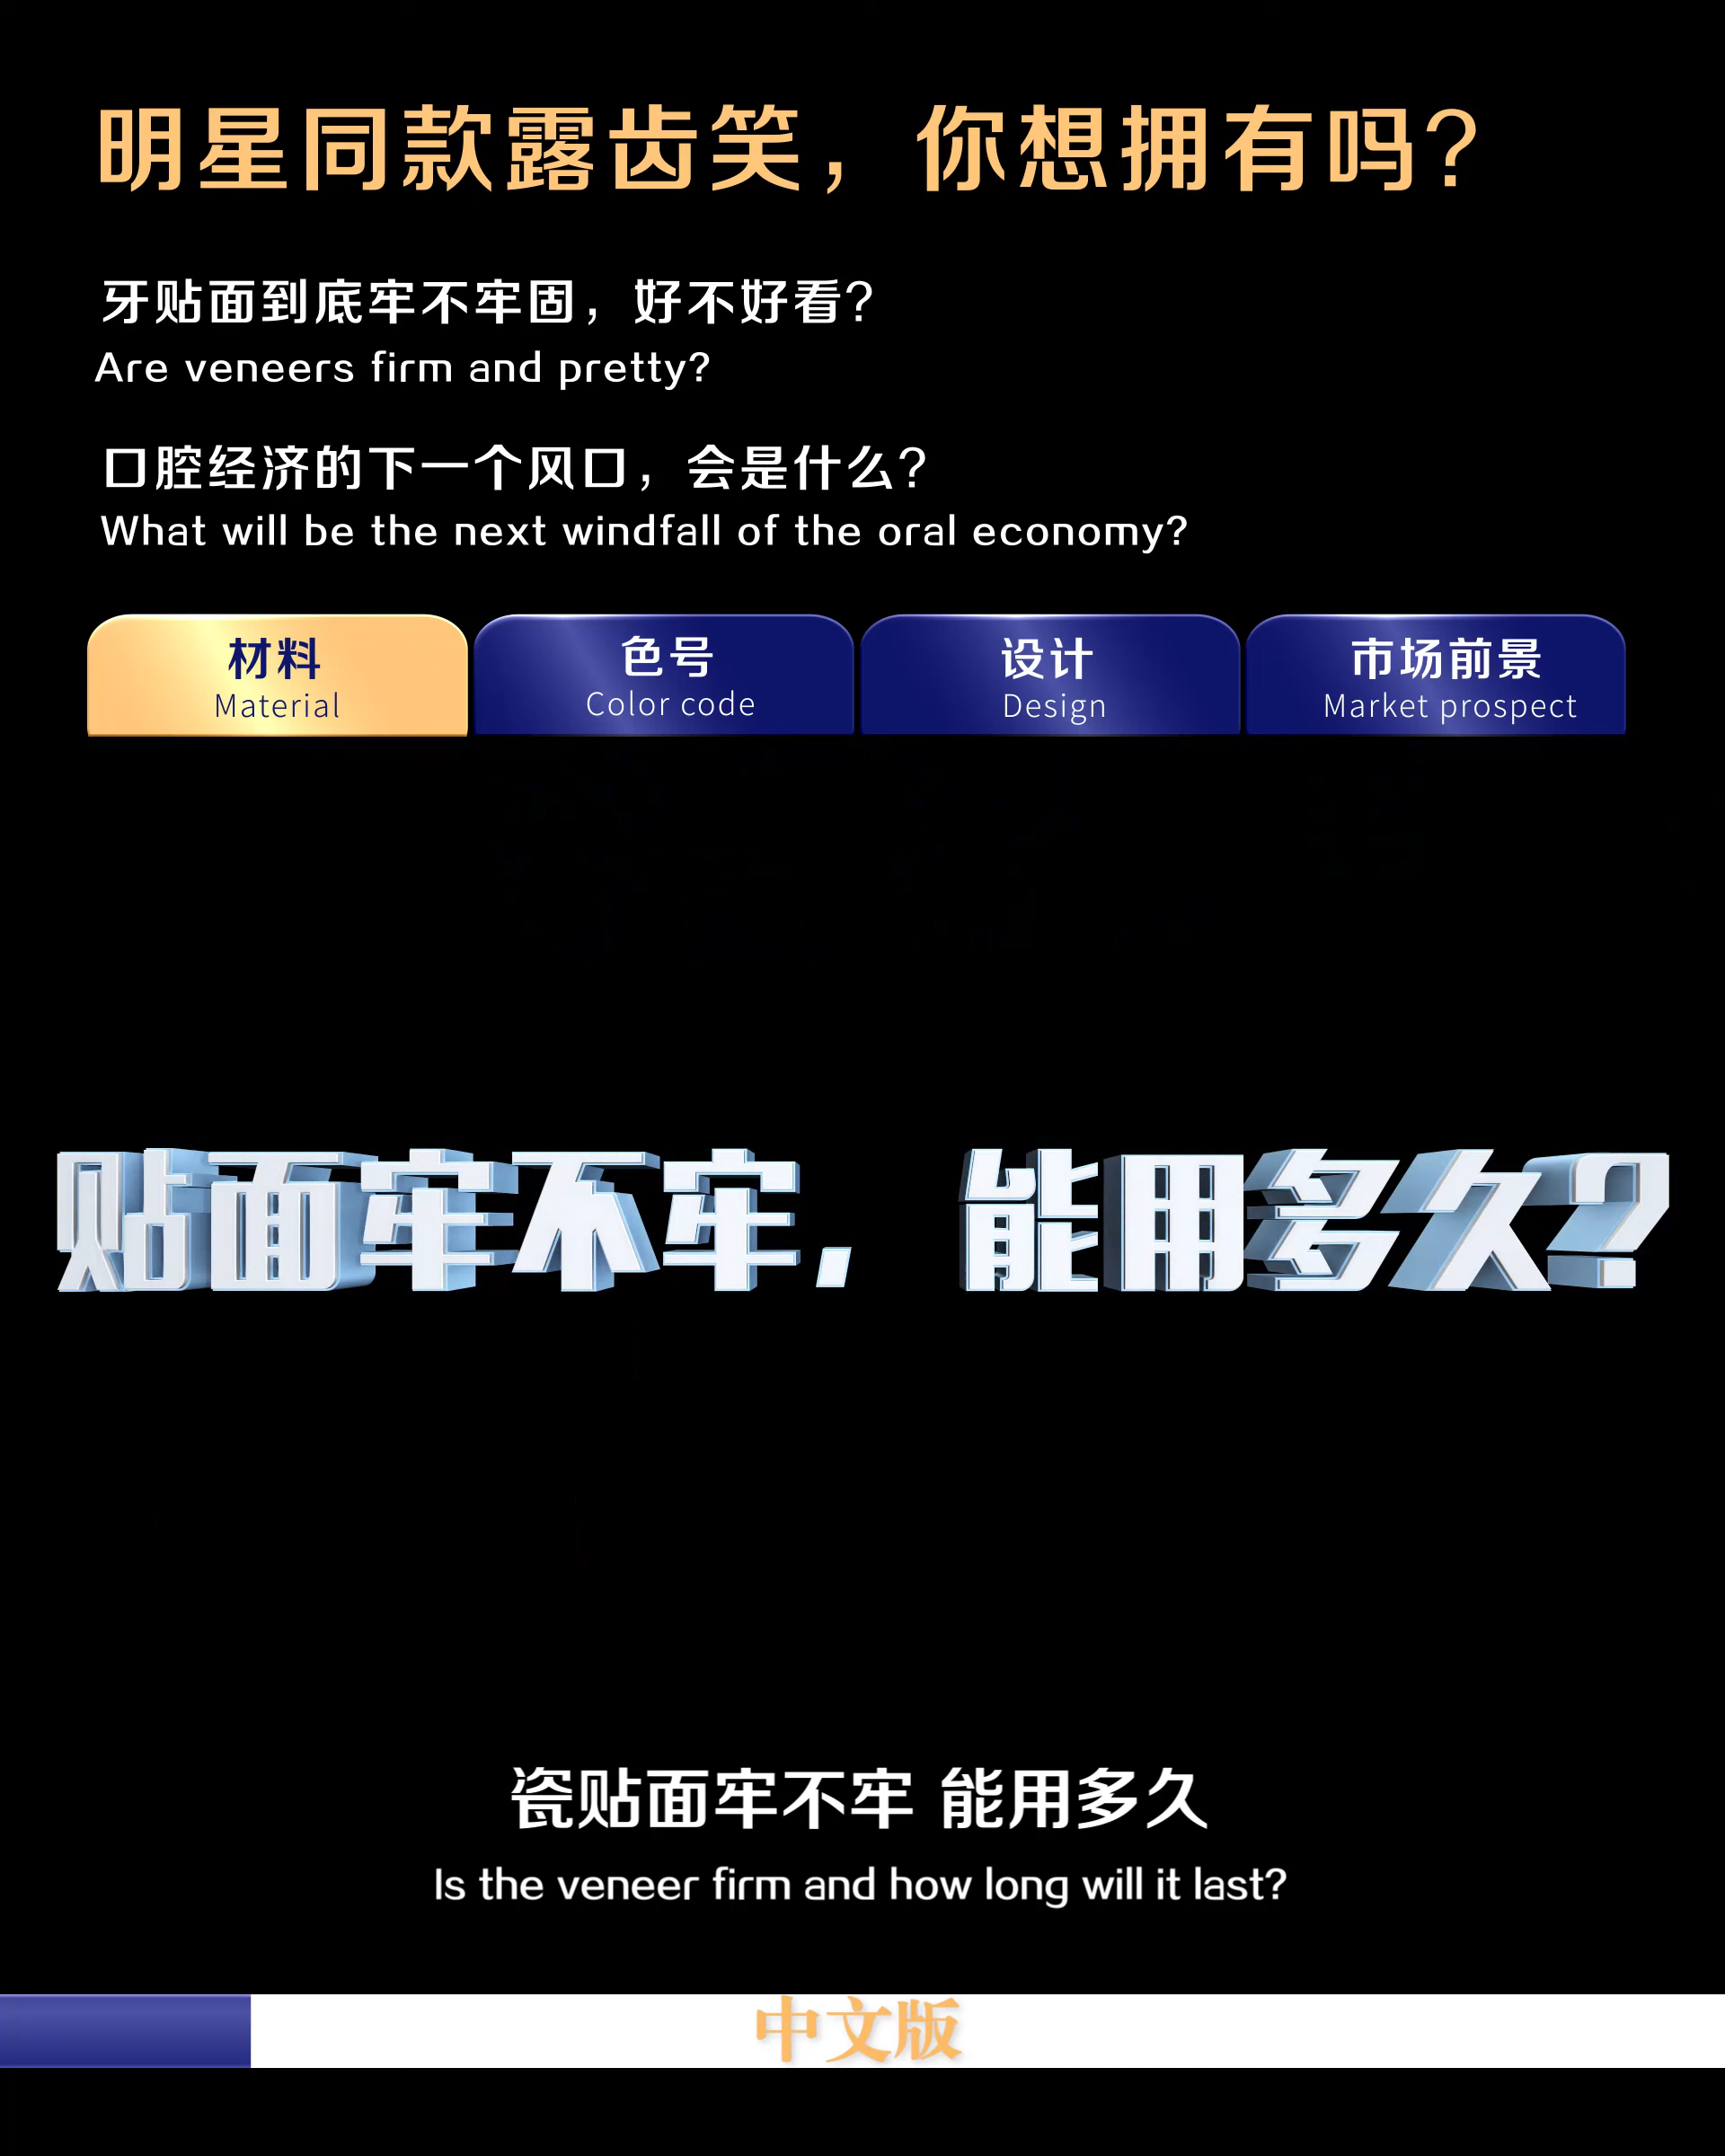 明星同款露齿笑，你想拥有吗？
牙贴面到底牢不牢固，好不好看？
Are veneers firm and pretty?
口腔经济的下一个风口，会是什么？
What will be the next windfall of the oral economy?
材料 色号 设计 市场前景
Material Color code Design Market prospect
贴面牢不牢，能用多久？
瓷贴面牢不牢 能用多久
Is the veneer firm and how long will it last?
中文版